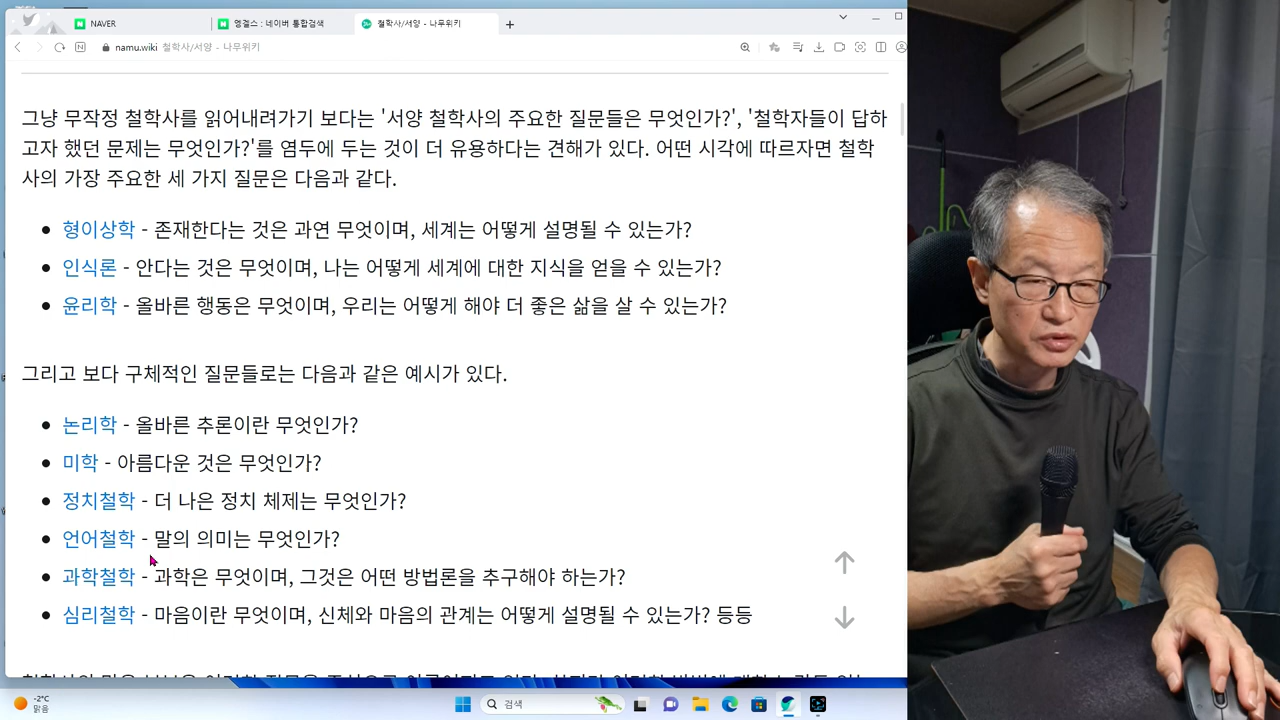 NAVER
엥겔스 : 네이버 통합검색
철학사/서양 - 나무위키
namu.wiki 철학사/서양 - 나무위키
그냥 무작정 철학사를 읽어내려가기 보다는 '서양 철학사의 주요한 질문들은 무엇인가?', '철학자들이 답하
고자 했던 문제는 무엇인가?'를 염두에 두는 것이 더 유용하다는 견해가 있다. 어떤 시각에 따르자면 철학
사의 가장 주요한 세 가지 질문은 다음과 같다.
• 형이상학 - 존재한다는 것은 과연 무엇이며, 세계는 어떻게 설명될 수 있는가?
• 인식론 - 안다는 것은 무엇이며, 나는 어떻게 세계에 대한 지식을 얻을 수 있는가?
• 윤리학 - 올바른 행동은 무엇이며, 우리는 어떻게 해야 더 좋은 삶을 살 수 있는가?
그리고 보다 구체적인 질문들로는 다음과 같은 예시가 있다.
• 논리학 - 올바른 추론이란 무엇인가?
• 미학 - 아름다운 것은 무엇인가?
• 정치철학 - 더 나은 정치 체제는 무엇인가?
• 언어철학 - 말의 의미는 무엇인가?
• 과학철학 - 과학은 무엇이며, 그것은 어떤 방법론을 추구해야 하는가?
• 심리철학 - 마음이란 무엇이며, 신체와 마음의 관계는 어떻게 설명될 수 있는가? 등등
-2°C
맑음
검색